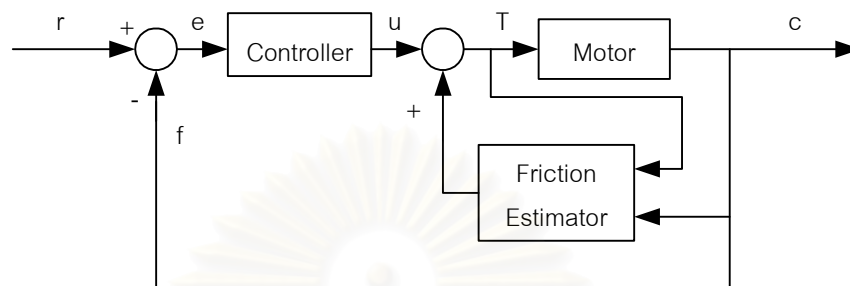 r
+
e
Controller
u
T
Motor
c
-
f
+
Friction
Estimator